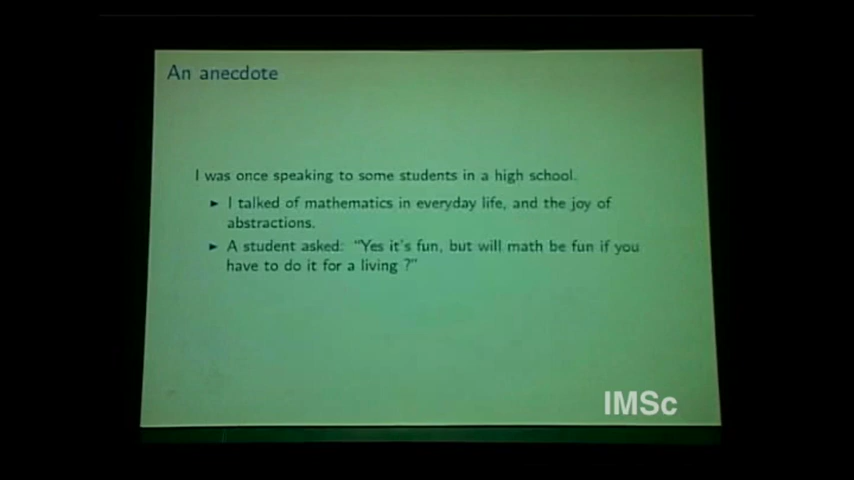 An anecdote
I was once speaking to some students in a high school.
► I talked of mathematics in everyday life, and the joy of
abstractions.
► A student asked: "Yes it's fun, but will math be fun if you
have to do it for a living ?"
IMSc